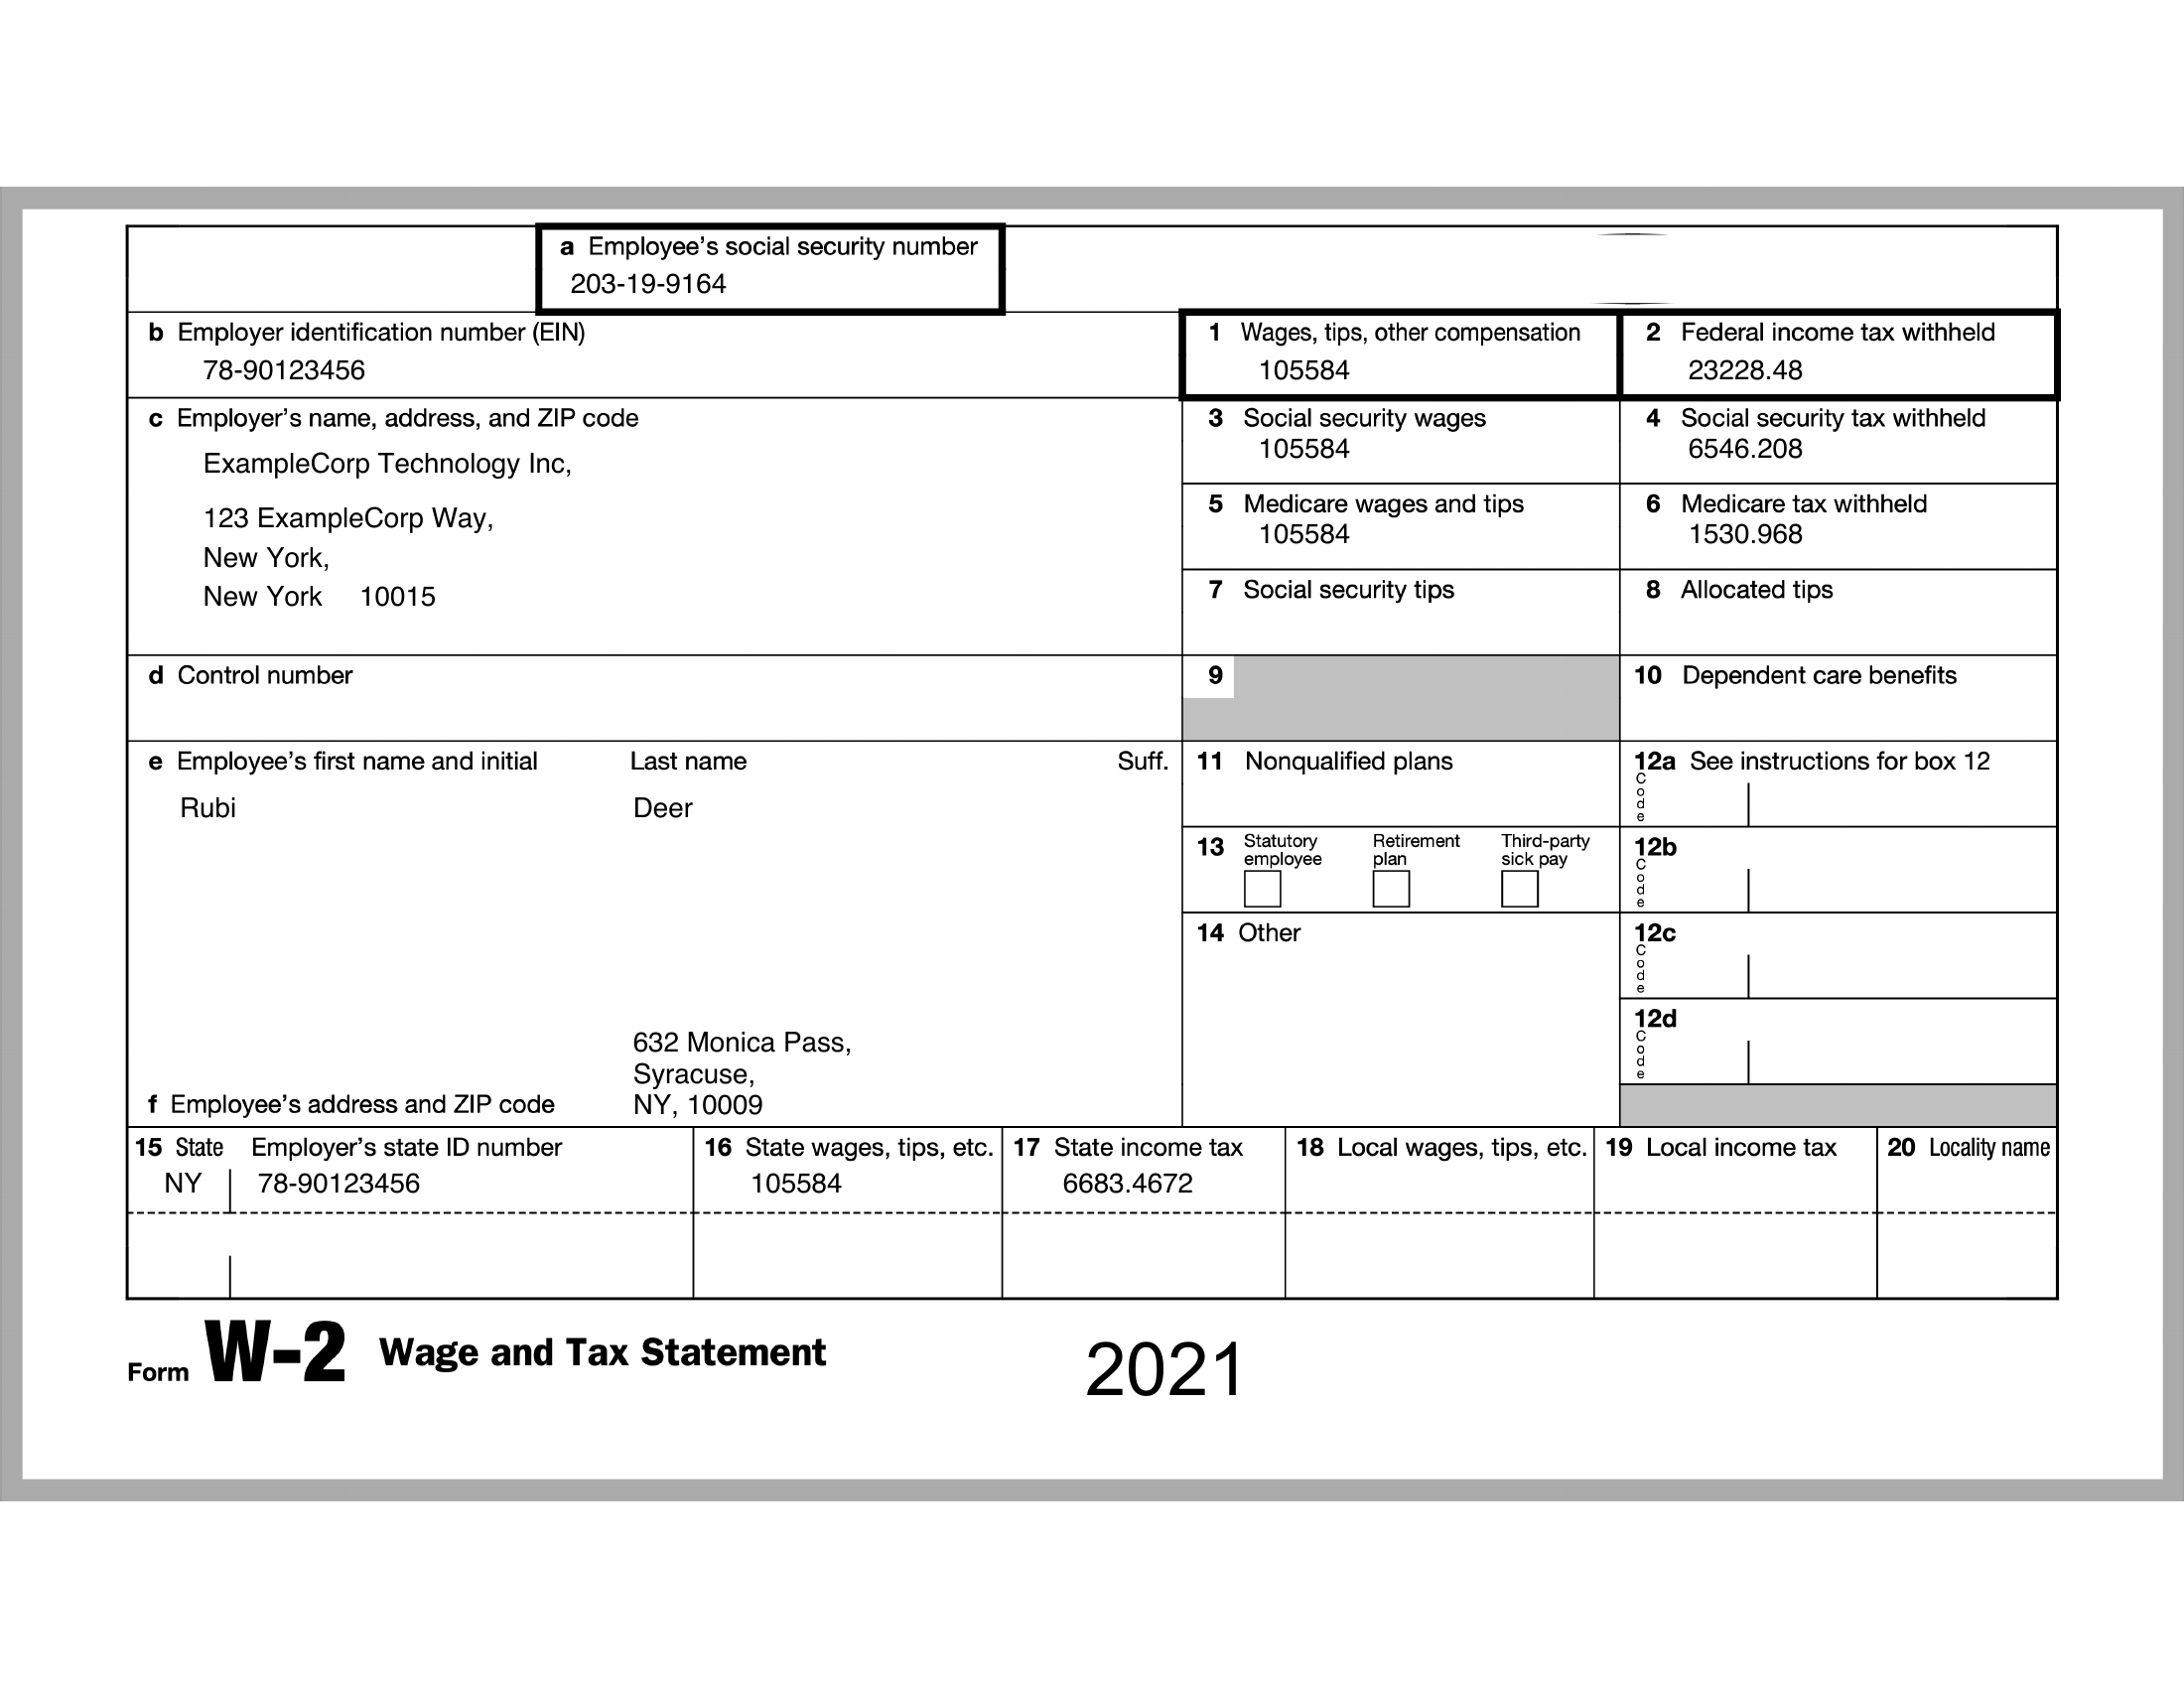 a Employee's social security number
203-19-9164
b Employer identification number (EIN)
78-90123456
1 Wages, tips, other compensation
105584
2 Federal income tax withheld
23228.48
c Employer's name, address, and ZIP code
ExampleCorp Technology Inc,
123 ExampleCorp Way,
New York,
New York 10015
3 Social security wages
105584
4 Social security tax withheld
6546.208
5 Medicare wages and tips
105584
6 Medicare tax withheld
1530.968
7 Social security tips
8 Allocated tips
d Control number
9
10 Dependent care benefits
e Employee's first name and initial Last name Suff.
Rubi Deer
11 Nonqualified plans
12a See instructions for box 12
Code
13 Statutory employee Retirement plan Third-party sick pay
12b
Code
14 Other
12c
Code
12d
Code
632 Monica Pass,
Syracuse,
NY, 10009
f Employee's address and ZIP code
15 State Employer's state ID number
NY 78-90123456
16 State wages, tips, etc.
105584
17 State income tax
6683.4672
18 Local wages, tips, etc.
19 Local income tax
20 Locality name
Form W-2 Wage and Tax Statement 2021